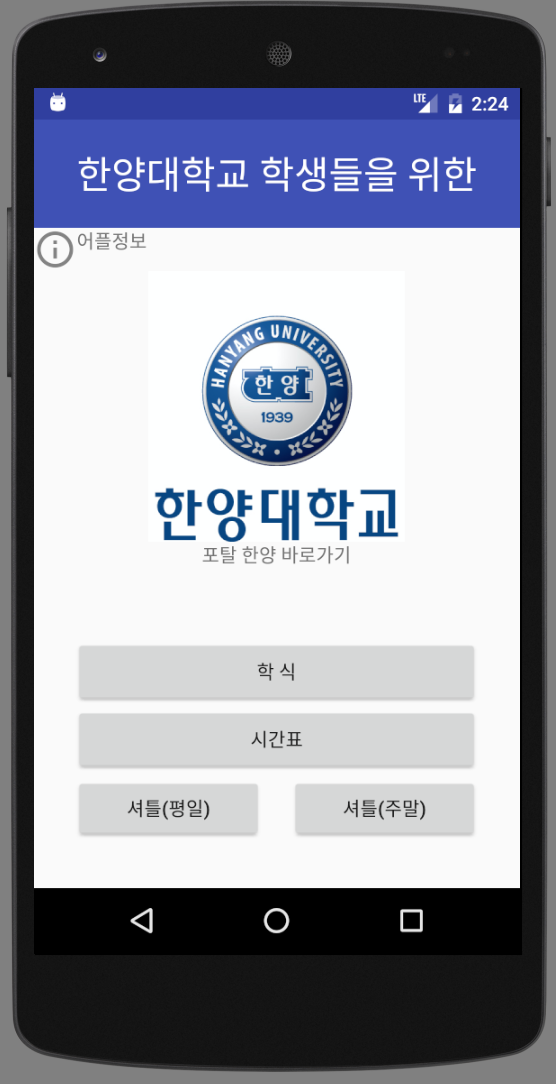 LTE 2:24
한양대학교 학생들을 위한
어플정보
HANYANG UNIVERSITY
한양
1939
한양대학교
포탈 한양 바로가기
학 식
시간표
셔틀(평일) 셔틀(주말)